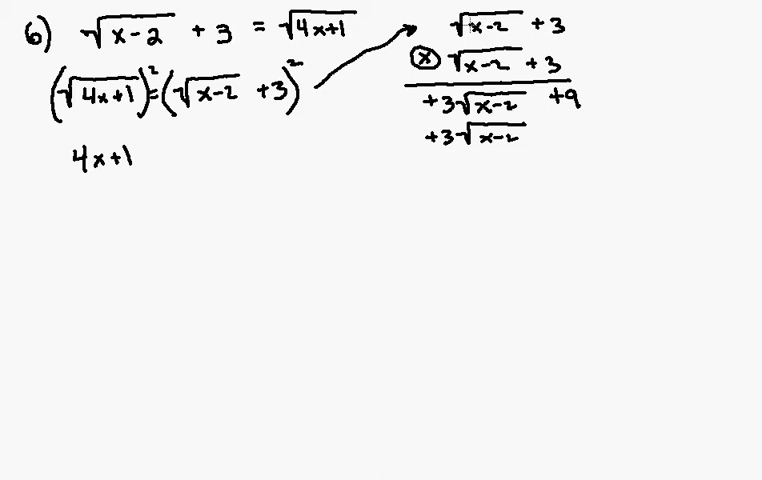 6) √(x-2) + 3 = √(4x+1)
(√(4x+1))² = (√(x-2) +3)²
4x+1
√(x-2) +3
ⓧ √(x-2) +3
+3√(x-2) +9
+3√(x-2)